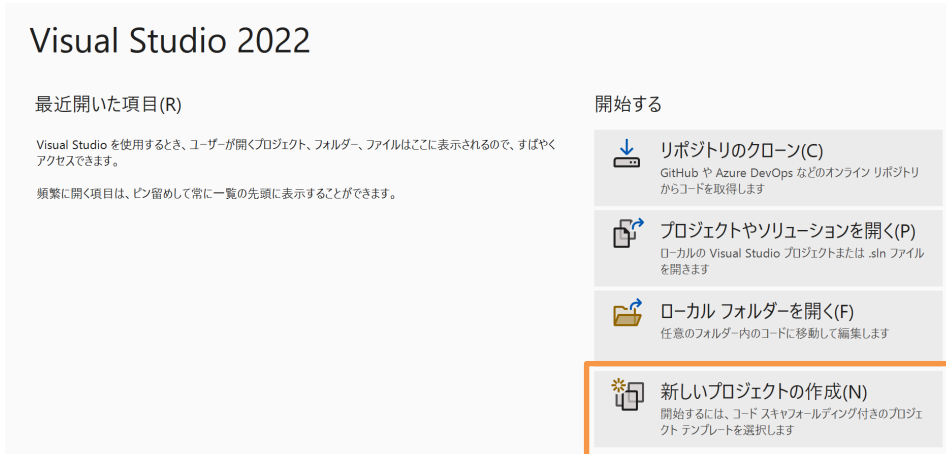 Visual Studio 2022
最近開いた項目(R)
Visual Studio を使用するとき、ユーザーが開くプロジェクト、フォルダー、ファイルはここに表示されるので、すばやく
アクセスできます。
頻繁に開く項目は、ピン留めして常に一覧の先頭に表示することができます。
開始する
リポジトリのクローン(C)
GitHub や Azure DevOps などのオンライン リポジトリ
からコードを取得します
プロジェクトやソリューションを開く(P)
ローカルの Visual Studio プロジェクトまたは .sln ファイル
を開きます
ローカル フォルダーを開く(F)
任意のフォルダー内のコードに移動して編集します
新しいプロジェクトの作成(N)
開始するには、コード スキャフォールディング付きのプロジェ
クト テンプレートを選択します